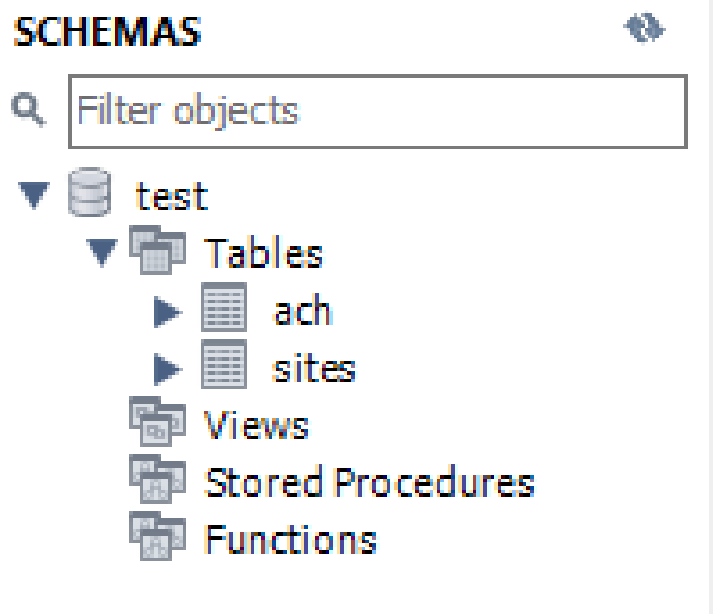 SCHEMAS
Filter objects
test
Tables
ach
sites
Views
Stored Procedures
Functions